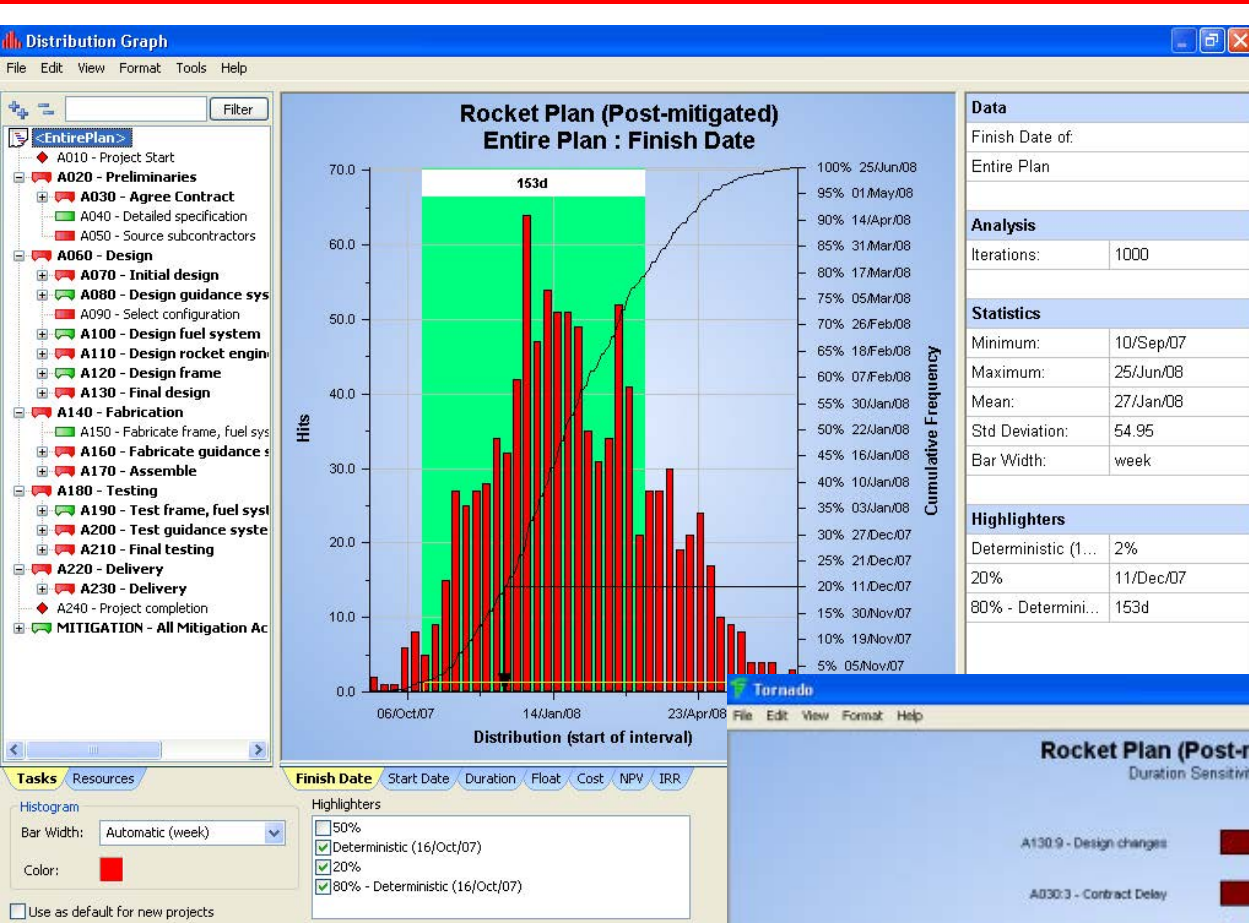 Distribution Graph
File Edit View Format Tools Help
Filter
<EntirePlan>
A010 - Project Start
A020 - Preliminaries
A030 - Agree Contract
A040 - Detailed specification
A050 - Source subcontractors
A060 - Design
A070 - Initial design
A080 - Design guidance sys
A090 - Select configuration
A100 - Design fuel system
A110 - Design rocket engin
A120 - Design frame
A130 - Final design
A140 - Fabrication
A150 - Fabricate frame, fuel sys
A160 - Fabricate guidance s
A170 - Assemble
A180 - Testing
A190 - Test frame, fuel syst
A200 - Test guidance syste
A210 - Final testing
A220 - Delivery
A230 - Delivery
A240 - Project completion
MITIGATION - All Mitigation Ac
Tasks Resources
Histogram
Bar Width: Automatic (week)
Color:
Use as default for new projects
Rocket Plan (Post-mitigated)
Entire Plan : Finish Date
153d
70.0
60.0
50.0
40.0
30.0
20.0
10.0
0.0
Hits
06/Oct/07 14/Jan/08 23/Apr/08
Distribution (start of interval)
100% 25/Jun/08
95% 01/May/08
90% 14/Apr/08
85% 31/Mar/08
80% 17/Mar/08
75% 05/Mar/08
70% 26/Feb/08
65% 18/Feb/08
60% 07/Feb/08
55% 30/Jan/08
50% 22/Jan/08
45% 16/Jan/08
40% 10/Jan/08
35% 03/Jan/08
30% 27/Dec/07
25% 21/Dec/07
20% 11/Dec/07
15% 30/Nov/07
10% 19/Nov/07
5% 05/Nov/07
Cumulative Frequency
Finish Date Start Date Duration Float Cost NPV IRR
Highlighters
50%
Deterministic (16/Oct/07)
20%
80% - Deterministic (16/Oct/07)
Data
Finish Date of:
Entire Plan
Analysis
Iterations: 1000
Statistics
Minimum: 10/Sep/07
Maximum: 25/Jun/08
Mean: 27/Jan/08
Std Deviation: 54.95
Bar Width: week
Highlighters
Deterministic (1... 2%
20% 11/Dec/07
80% - Determini... 153d
Tornado
File Edit View Format Help
Rocket Plan (Post-
Duration Sensitivi
A130:9 - Design changes
A030:3 - Contract Delay